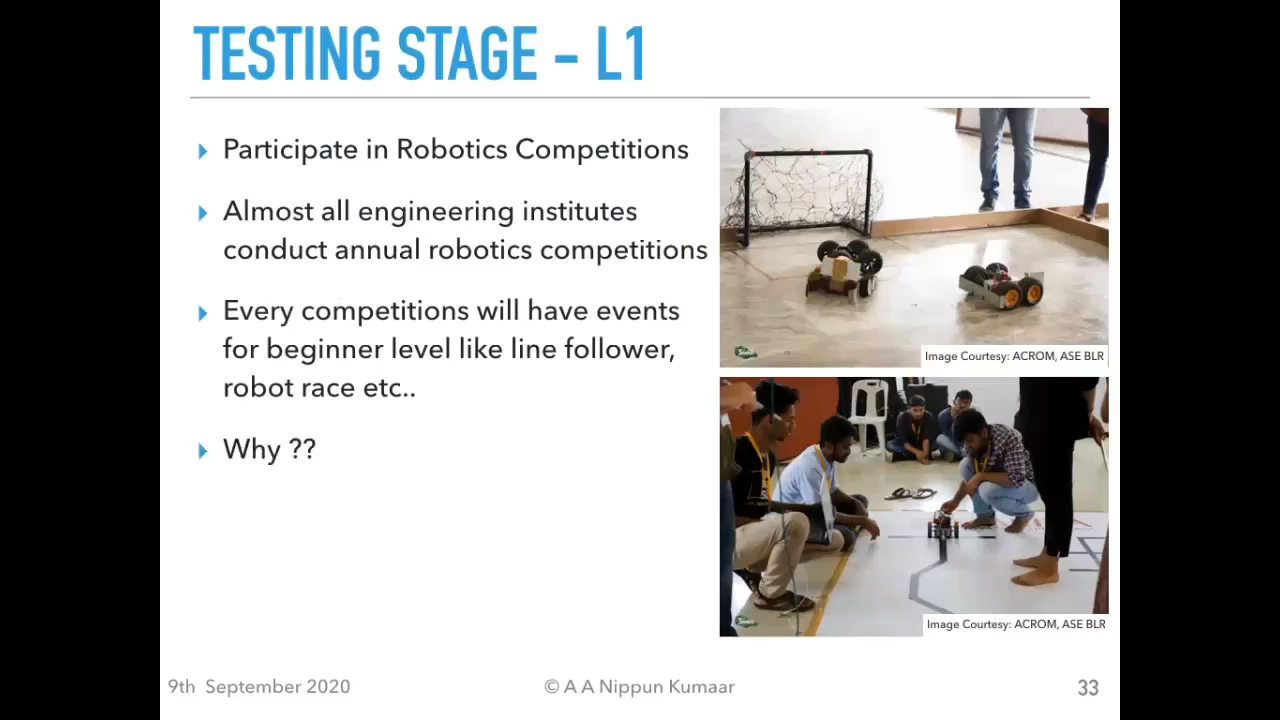 TESTING STAGE – L1
Participate in Robotics Competitions
Almost all engineering institutes
conduct annual robotics competitions
Every competitions will have events
for beginner level like line follower,
robot race etc..
Why ??
Image Courtesy: ACROM, ASE BLR
Image Courtesy: ACROM, ASE BLR
9th September 2020
© A A Nippun Kumaar
33